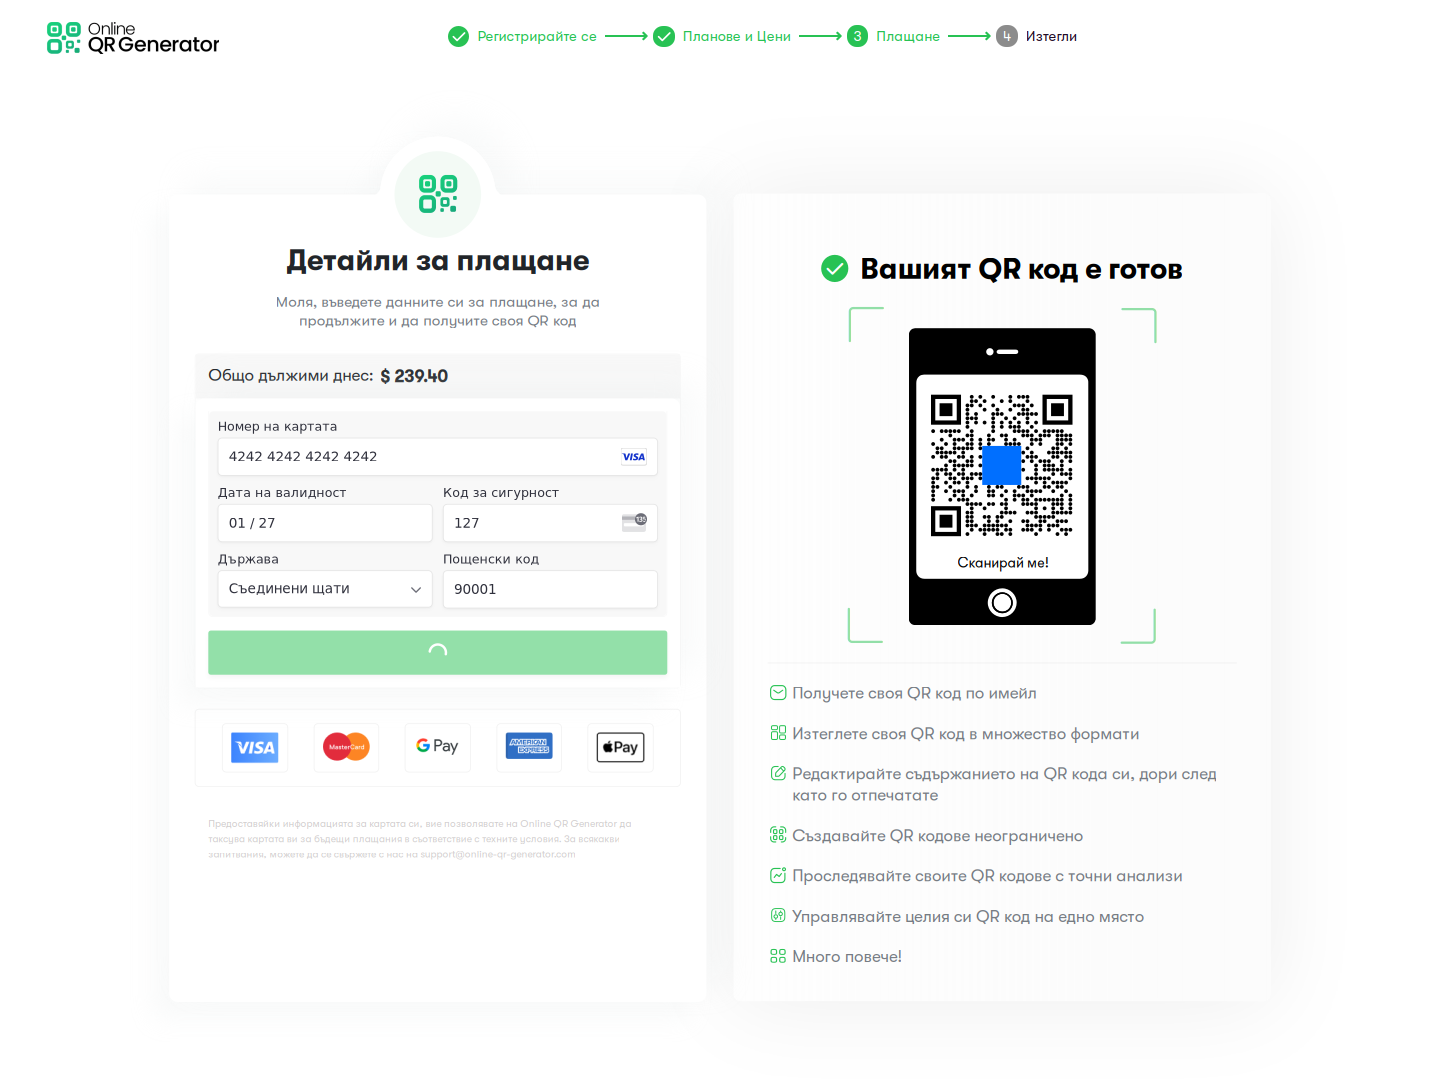 Online
QR Generator
Регистрирайте се
Планове и Цени
3 Плащане
4 Изтегли
Детайли за плащане
Моля, въведете данните си за плащане, за да
продължите и да получите своя QR код
Общо дължими днес: $ 239.40
Номер на картата
4242 4242 4242 4242 VISA
Дата на валидност Код за сигурност
01 / 27 127
Държава Пощенски код
Съединени щати 90001
VISA MasterCard G Pay AMERICAN EXPRESS Pay
Предоставяйки информацията за картата си, вие позволявате на Online QR Generator да
таксува картата ви за бъдещи плащания в съответствие с техните условия. За всякакви
запитвания, можете да се свържете с нас на support@online-qr-generator.com
Вашият QR код е готов
Сканирай ме!
Получете своя QR код по имейл
Изтеглете своя QR код в множество формати
Редактирайте съдържанието на QR кода си, дори след
като го отпечатате
Създавайте QR кодове неограничено
Проследявайте своите QR кодове с точни анализи
Управлявайте целия си QR код на едно място
Много повече!